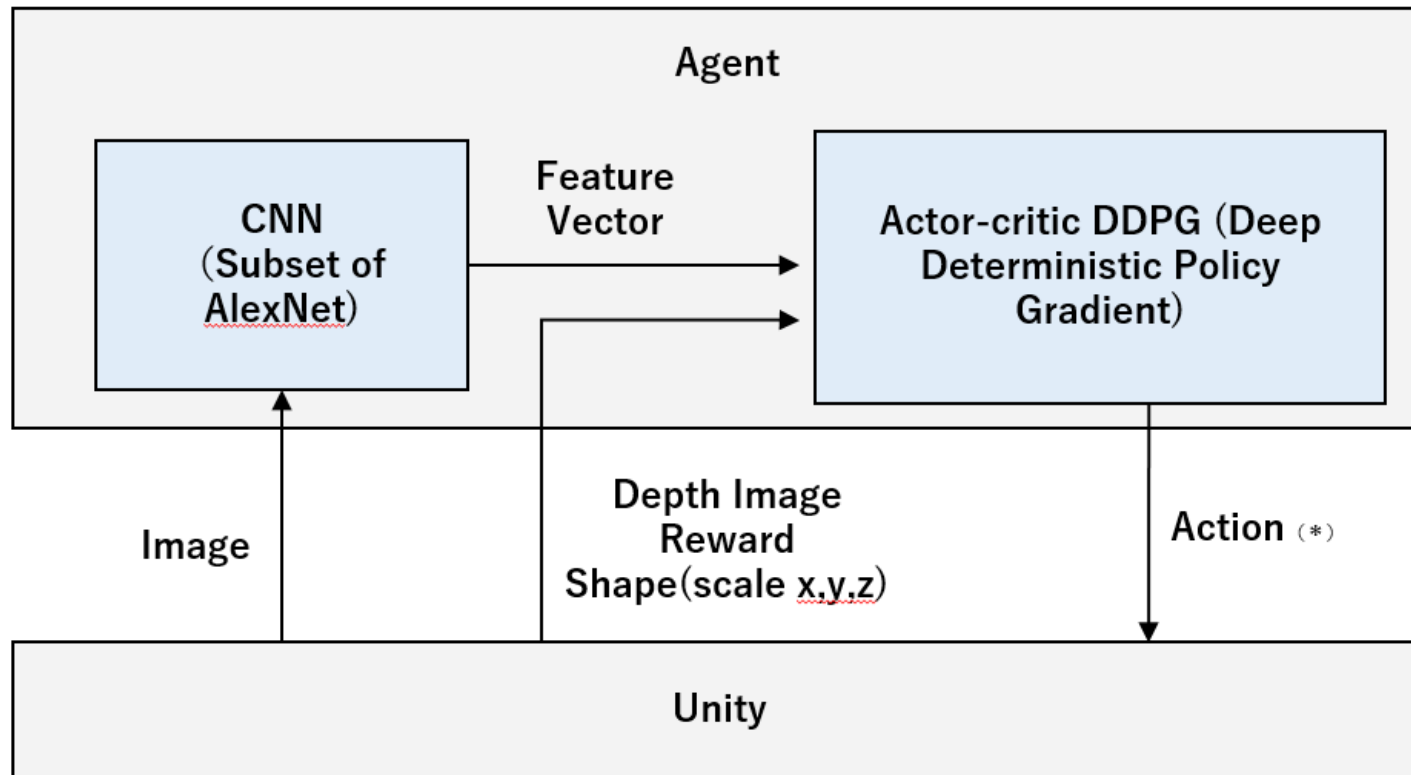 Agent
CNN
(Subset of
AlexNet)
Feature
Vector
Actor-critic DDPG (Deep
Deterministic Policy
Gradient)
Image
Depth Image
Reward
Shape(scale x,y,z)
Action (*)
Unity